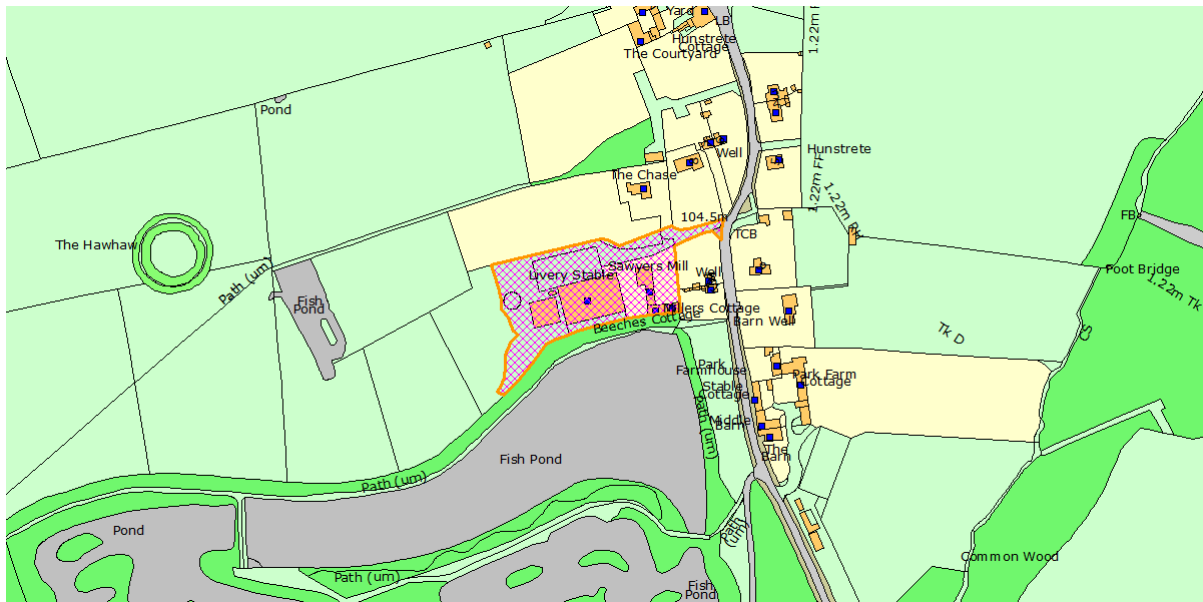 Yard
LB
Hunstrete
Cottage
The Courtyard
1.22m F
Pond
Well
Hunstrete
The Chase
1.22m FF
1.22m RH
104.5m
TCB
FB
The Hawhaw
Path (um)
Foot Bridge
1.22m Tk
Livery Stable
Sawyers Mill
Well
Fish
Pond
Millers Cottage
Beeches Cottage
Barn Well
Tk D
CS
Park
Farmhouse
Stable
Cottage
Park Farm
Cottage
Middle
Barn
The
Barn
Path (um)
Fish Pond
Path (um)
Pond
Path
(um)
Path (um)
Common Wood
Fish
Pond